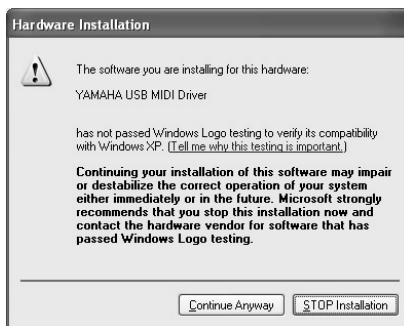 Hardware Installation
The software you are installing for this hardware:
YAMAHA USB MIDI Driver
has not passed Windows Logo testing to verify its compatibility
with Windows XP. (Tell me why this testing is important.)
Continuing your installation of this software may impair
or destabilize the correct operation of your system
either immediately or in the future. Microsoft strongly
recommends that you stop this installation now and
contact the hardware vendor for software that has
passed Windows Logo testing.
Continue Anyway
STOP Installation